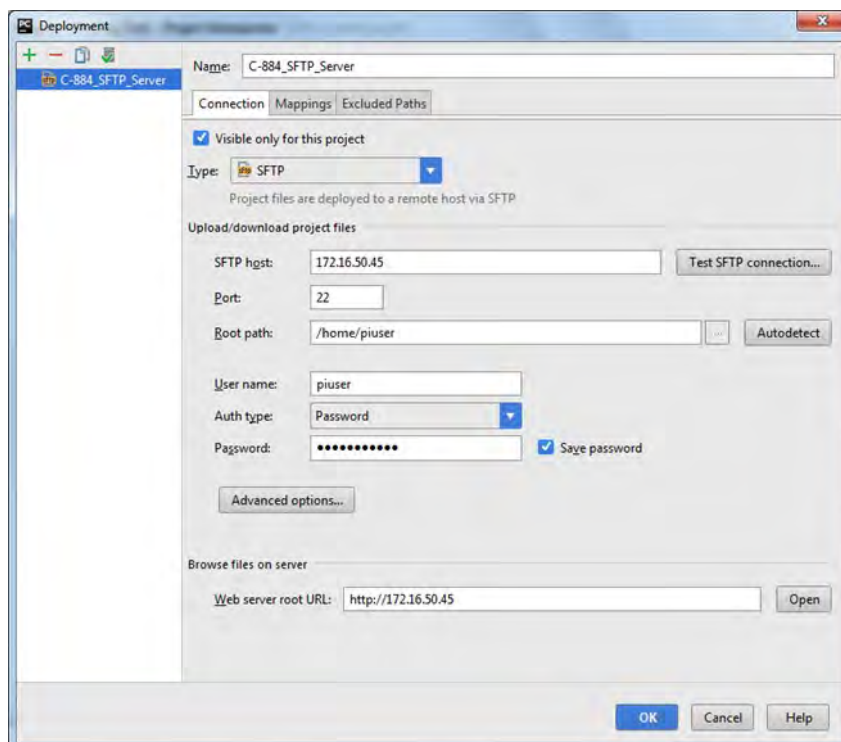 Deployment
C-884_SFTP_Server
Name: C-884_SFTP_Server
Connection Mappings Excluded Paths
Visible only for this project
Type: SFTP
Project files are deployed to a remote host via SFTP
Upload/download project files
SFTP host: 172.16.50.45 Test SFTP connection...
Port: 22
Root path: /home/piuser ... Autodetect
User name: piuser
Auth type: Password
Password: ●●●●●●●●●●● Save password
Advanced options...
Browse files on server
Web server root URL: http://172.16.50.45 Open
OK Cancel Help